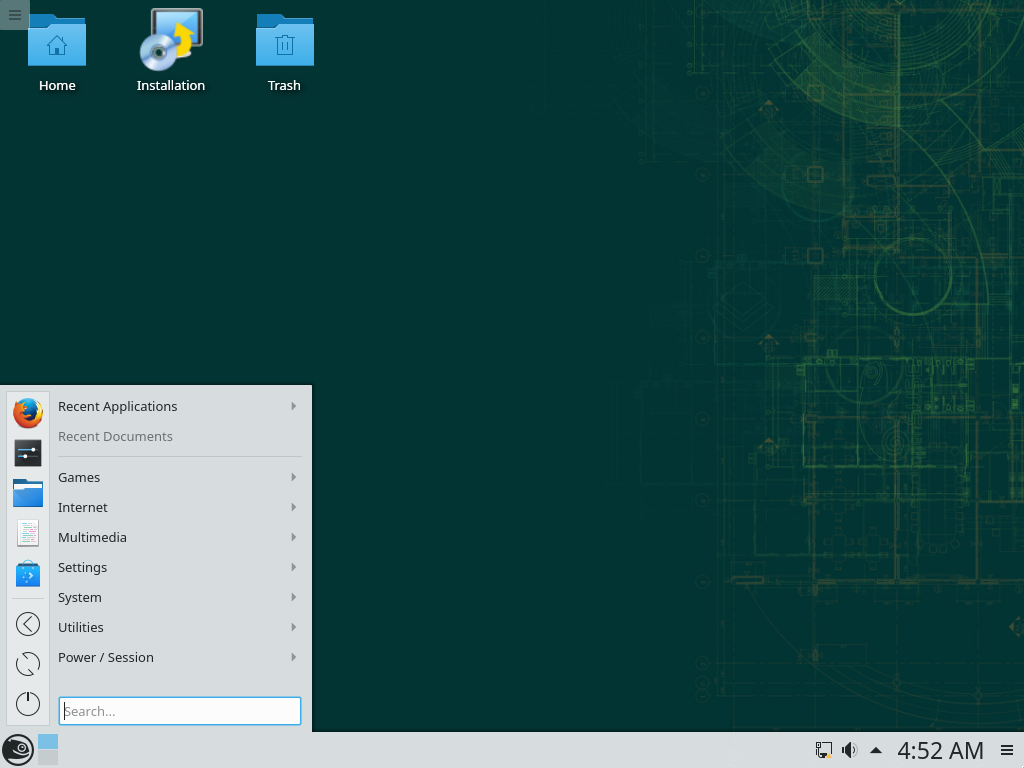 Home
Installation
Trash
Recent Applications
Recent Documents
Games
Internet
Multimedia
Settings
System
Utilities
Power / Session
Search...
4:52 AM